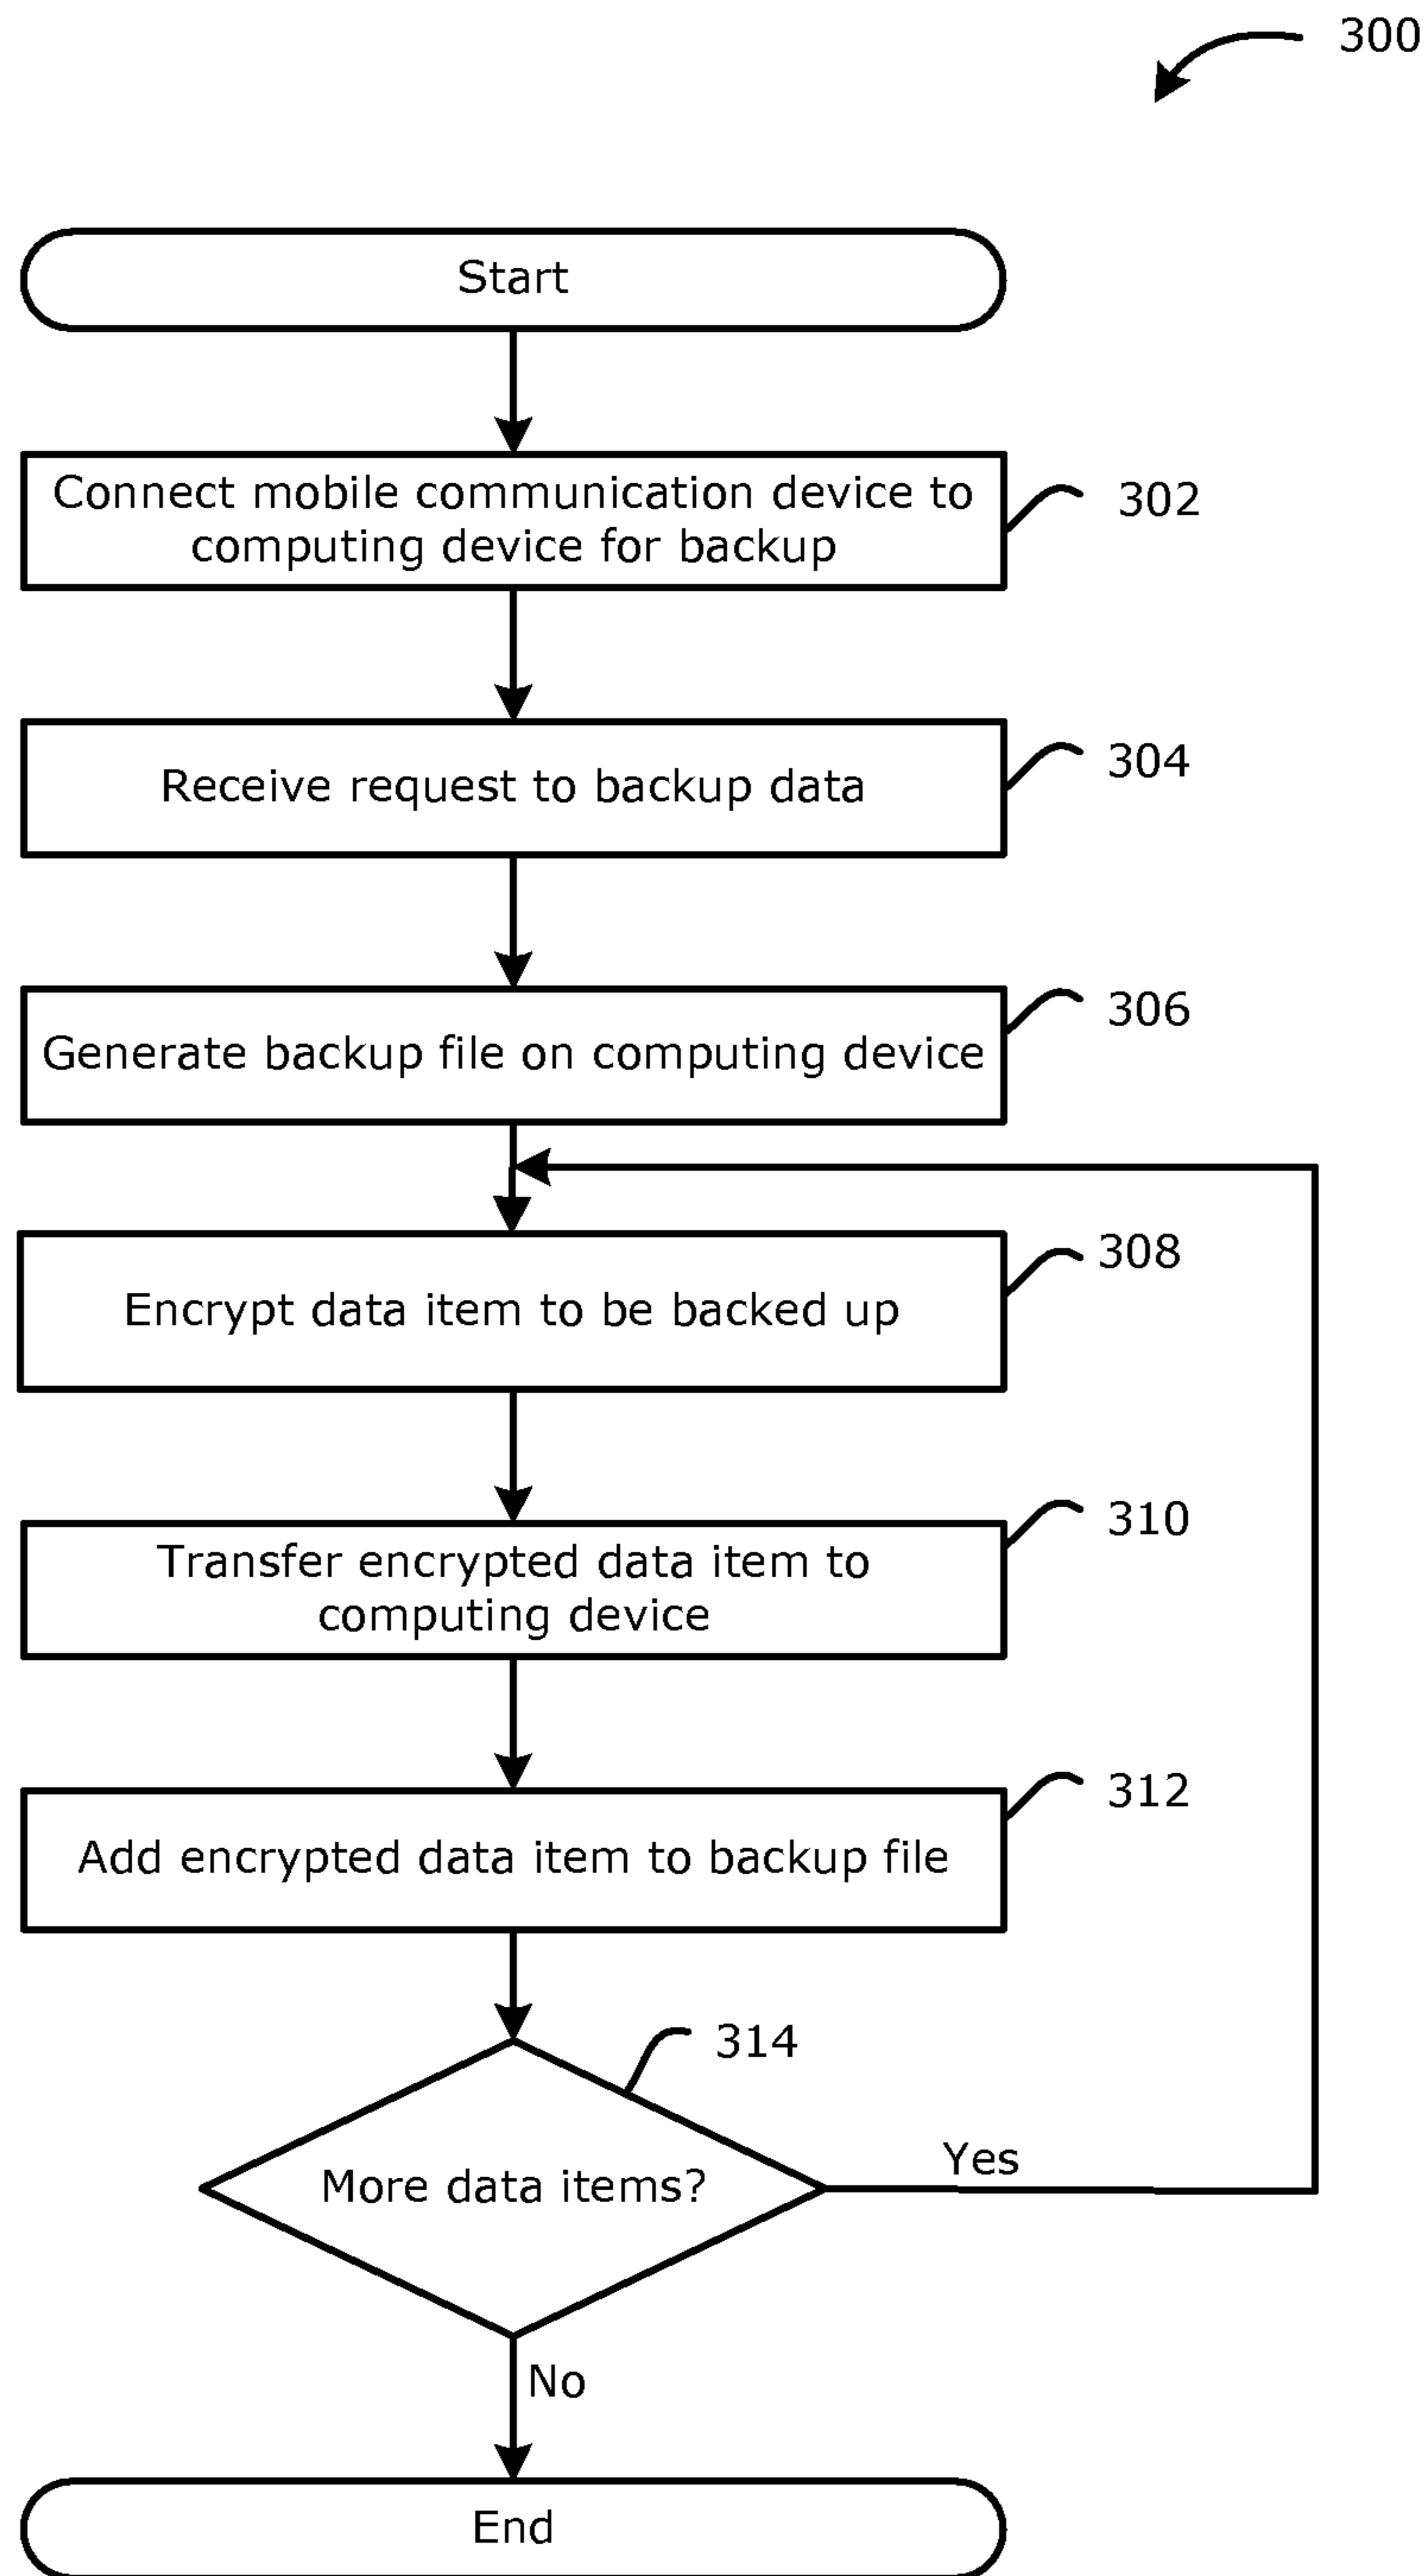 300
Start
Connect mobile communication device to
computing device for backup
302
Receive request to backup data
304
Generate backup file on computing device
306
Encrypt data item to be backed up
308
Transfer encrypted data item to
computing device
310
Add encrypted data item to backup file
312
More data items?
314
Yes
No
End